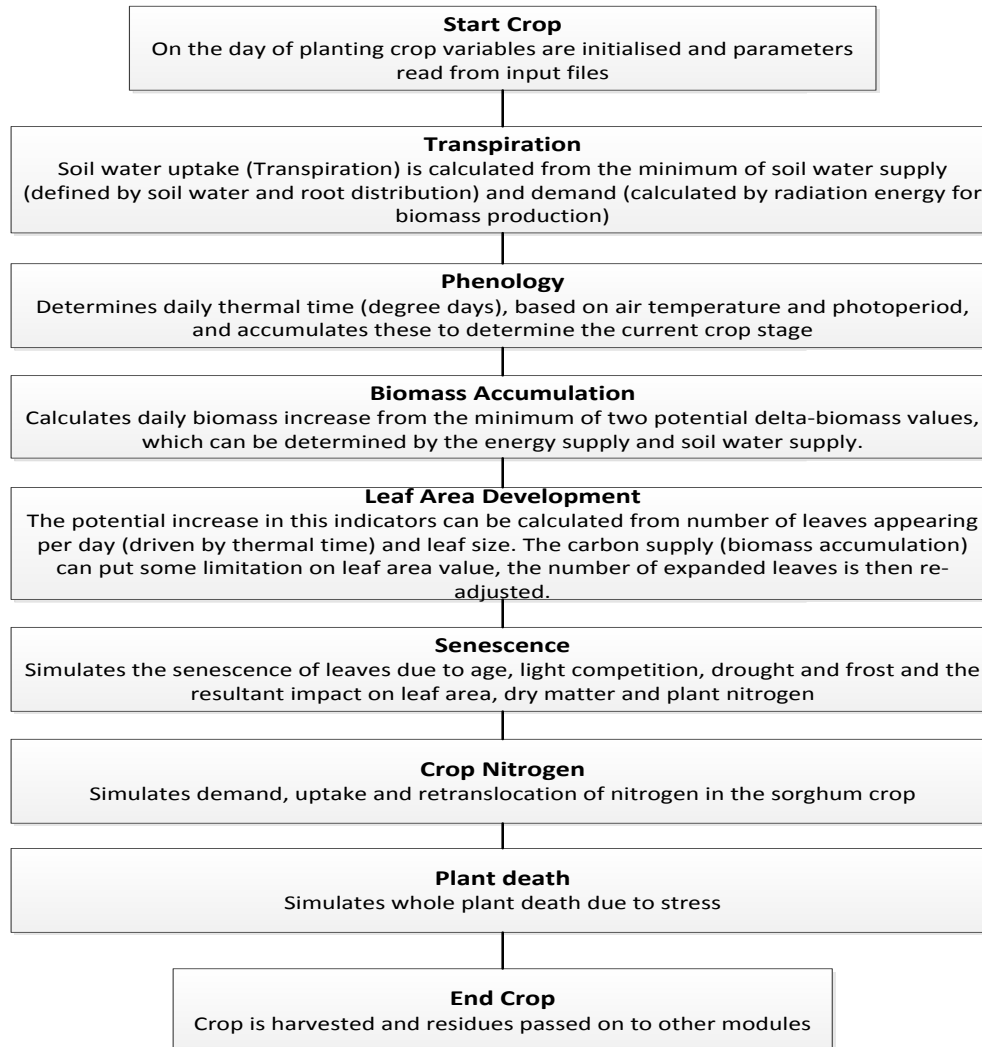 Start Crop
On the day of planting crop variables are initialised and parameters
read from input files
Transpiration
Soil water uptake (Transpiration) is calculated from the minimum of soil water supply
(defined by soil water and root distribution) and demand (calculated by radiation energy for
biomass production)
Phenology
Determines daily thermal time (degree days), based on air temperature and photoperiod,
and accumulates these to determine the current crop stage
Biomass Accumulation
Calculates daily biomass increase from the minimum of two potential delta-biomass values,
which can be determined by the energy supply and soil water supply.
Leaf Area Development
The potential increase in this indicators can be calculated from number of leaves appearing
per day (driven by thermal time) and leaf size. The carbon supply (biomass accumulation)
can put some limitation on leaf area value, the number of expanded leaves is then re-
adjusted.
Senescence
Simulates the senescence of leaves due to age, light competition, drought and frost and the
resultant impact on leaf area, dry matter and plant nitrogen
Crop Nitrogen
Simulates demand, uptake and retranslocation of nitrogen in the sorghum crop
Plant death
Simulates whole plant death due to stress
End Crop
Crop is harvested and residues passed on to other modules